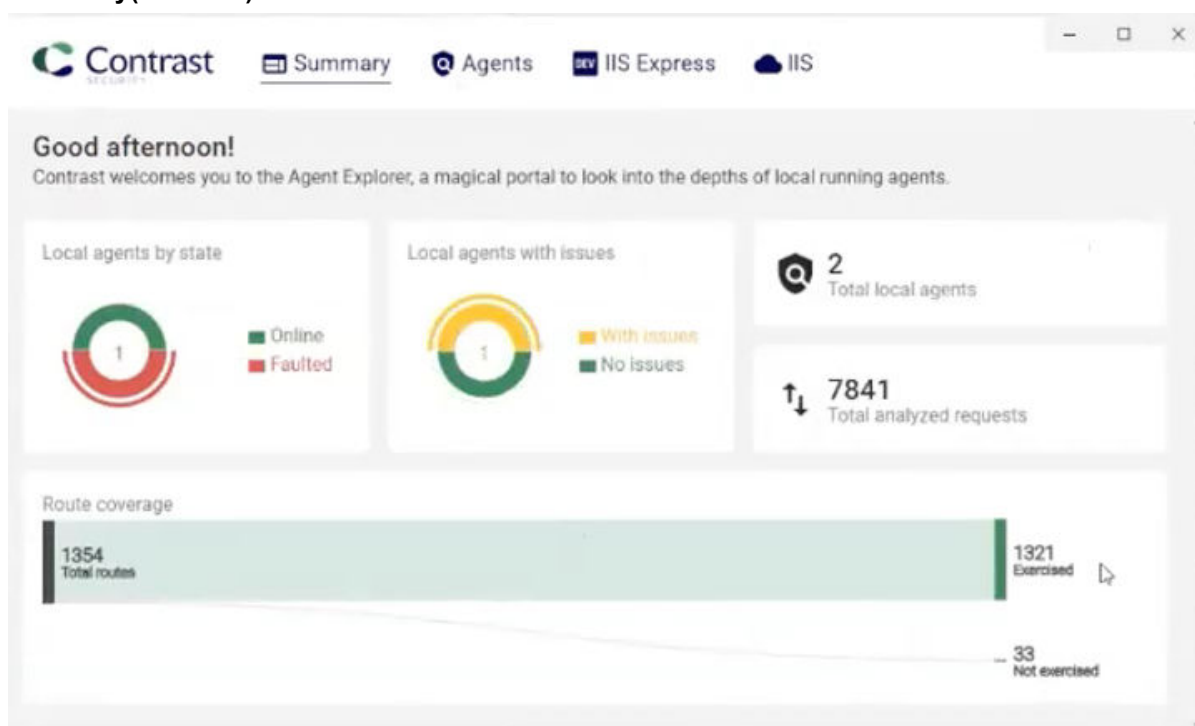 Contrast
SECURITY
Summary
Agents
DEV IIS Express
IIS
Good afternoon!
Contrast welcomes you to the Agent Explorer, a magical portal to look into the depths of local running agents.
Local agents by state
1
Online
Faulted
Local agents with issues
1
With issues
No issues
2
Total local agents
7841
Total analyzed requests
Route coverage
1354
Total routes
1321
Exercised
33
Not exercised